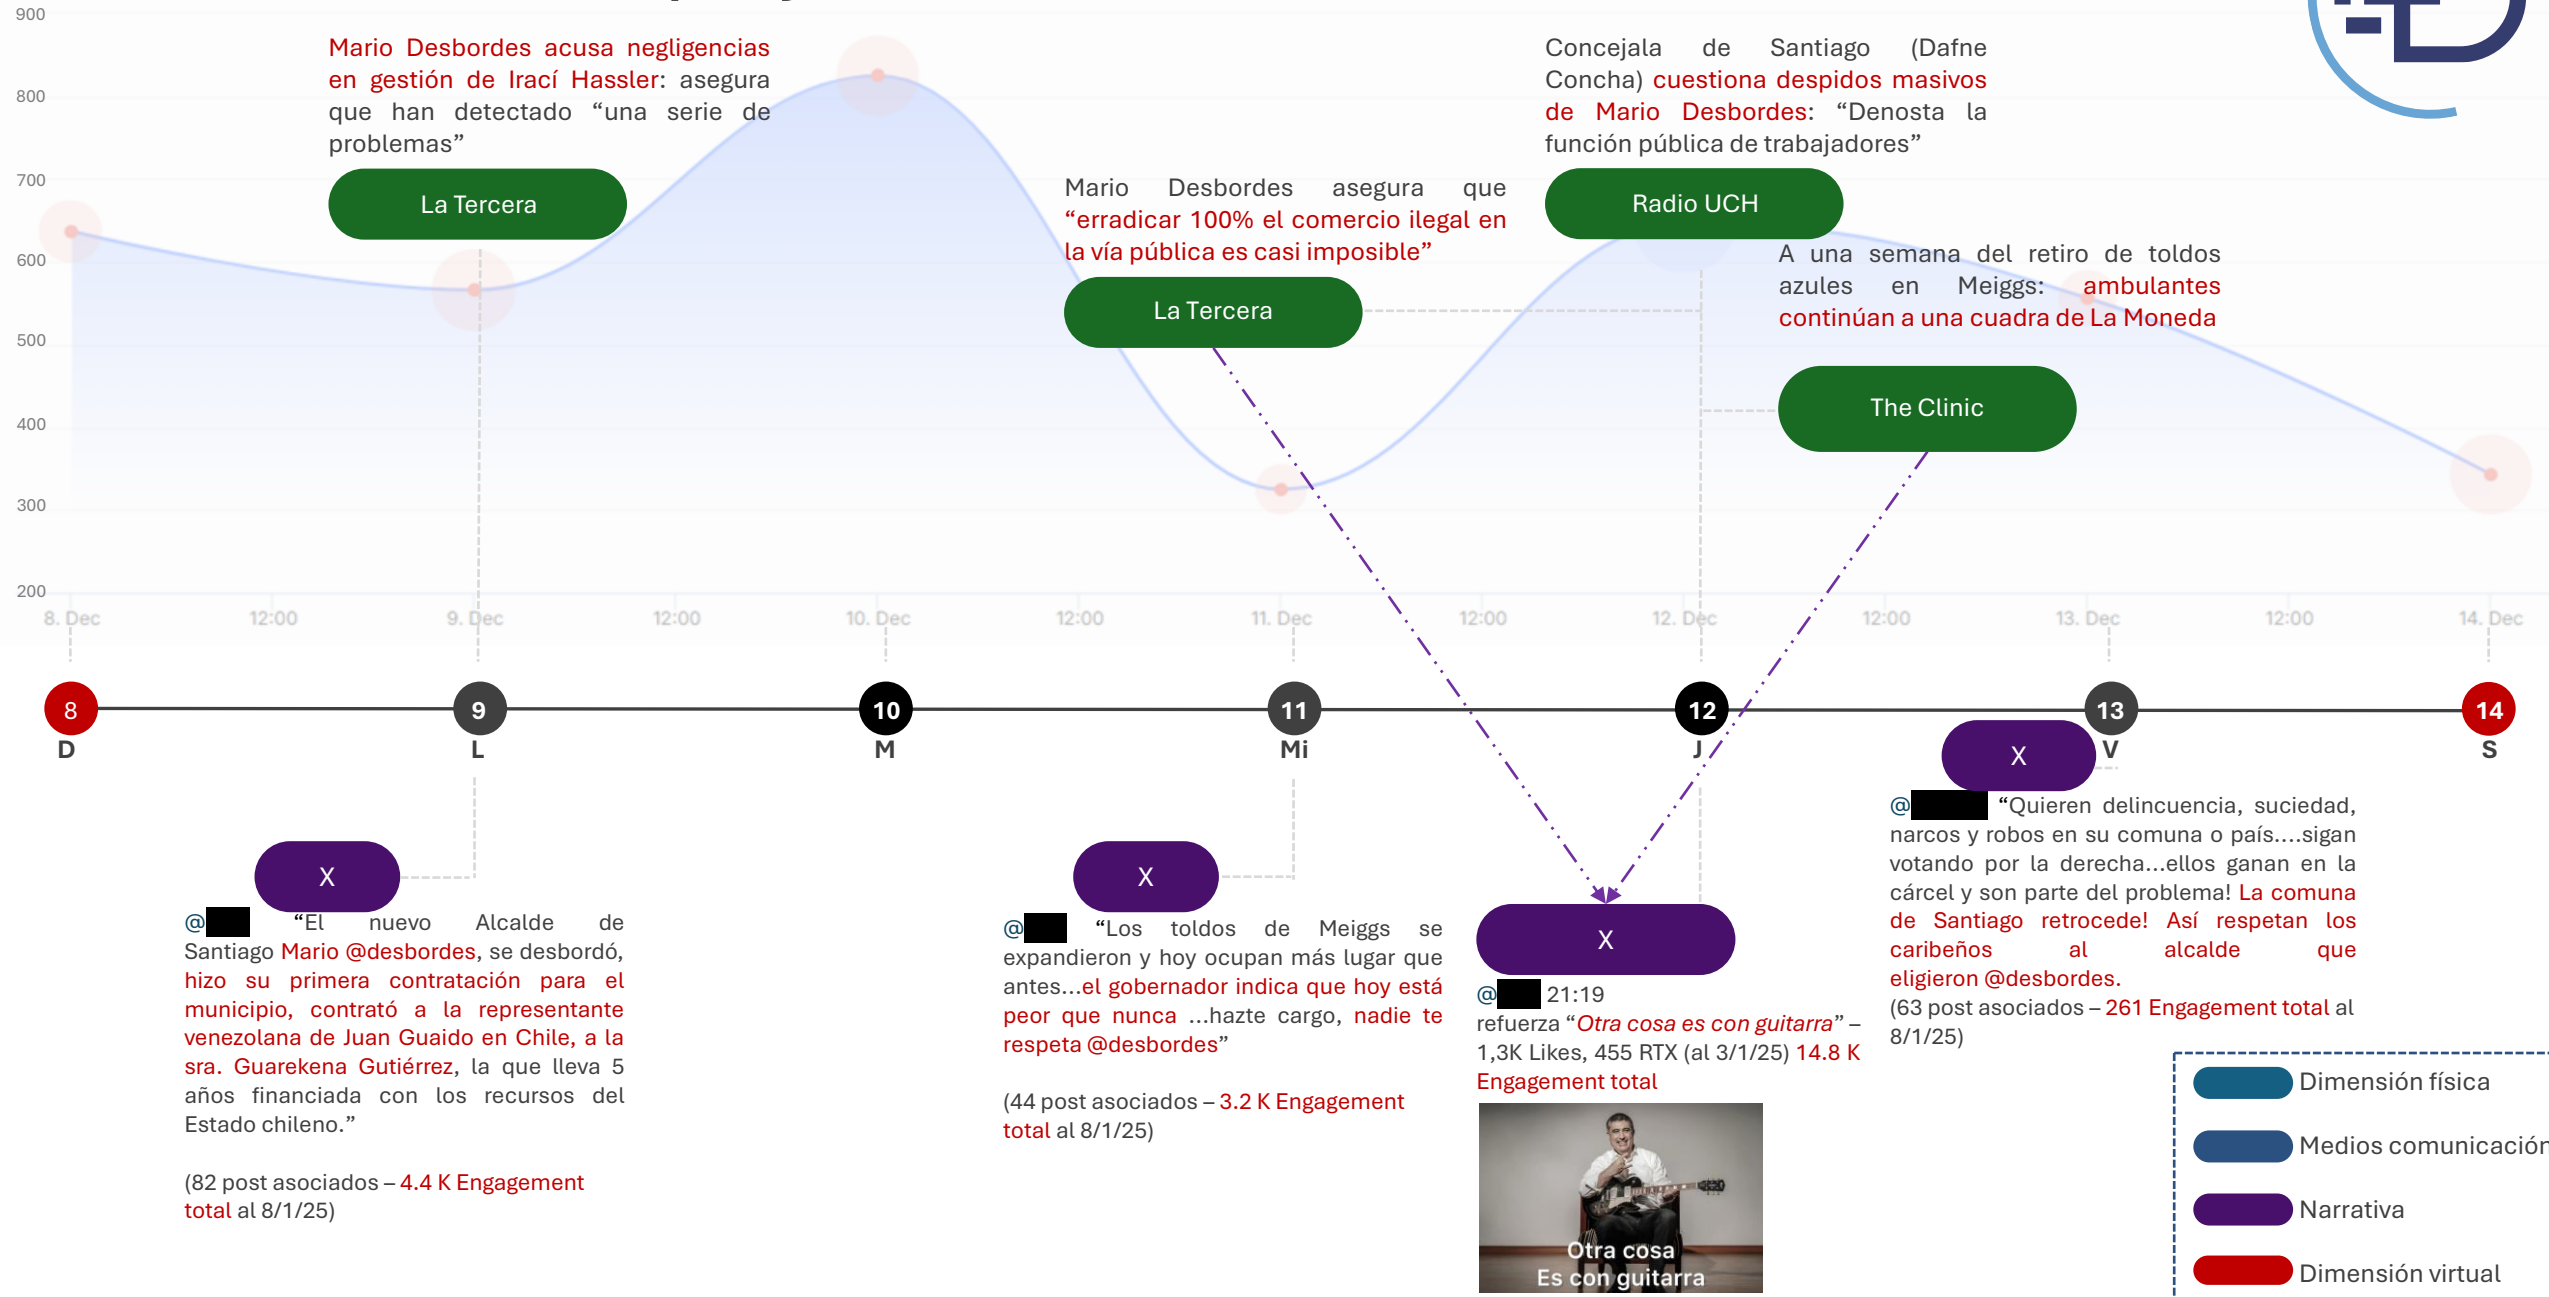 900
800
700
600
500
400
300
200
Mario Desbordes acusa negligencias
en gestión de Irací Hassler: asegura
que han detectado “una serie de
problemas”
La Tercera
Mario Desbordes asegura que
“erradicar 100% el comercio ilegal en
la vía pública es casi imposible”
La Tercera
Concejala de Santiago (Dafne
Concha) cuestiona despidos masivos
de Mario Desbordes: “Denosta la
función pública de trabajadores”
Radio UCH
A una semana del retiro de toldos
azules en Meiggs: ambulantes
continúan a una cuadra de La Moneda
The Clinic
8. Dec 12:00 9. Dec 12:00 10. Dec 12:00 11. Dec 12:00 12. Dec 12:00 13. Dec 12:00 14. Dec
8 9 10 11 12 13 14
D L M Mi J V S
X
@ “El nuevo Alcalde de
Santiago Mario @desbordes, se desbordó,
hizo su primera contratación para el
municipio, contrató a la representante
venezolana de Juan Guaido en Chile, a la
sra. Guarekena Gutiérrez, la que lleva 5
años financiada con los recursos del
Estado chileno.”
(82 post asociados – 4.4 K Engagement
total al 8/1/25)
X
@ “Los toldos de Meiggs se
expandieron y hoy ocupan más lugar que
antes...el gobernador indica que hoy está
peor que nunca ...hazte cargo, nadie te
respeta @desbordes”
(44 post asociados – 3.2 K Engagement
total al 8/1/25)
X
@ 21:19
refuerza “Otra cosa es con guitarra” –
1,3K Likes, 455 RTX (al 3/1/25) 14.8 K
Engagement total
Otra cosa
Es con guitarra
X
@ “Quieren delincuencia, suciedad,
narcos y robos en su comuna o país....sigan
votando por la derecha...ellos ganan en la
cárcel y son parte del problema! La comuna
de Santiago retrocede! Así respetan los
caribeños al alcalde que
eligieron @desbordes.
(63 post asociados – 261 Engagement total al
8/1/25)
Dimensión física
Medios comunicación
Narrativa
Dimensión virtual